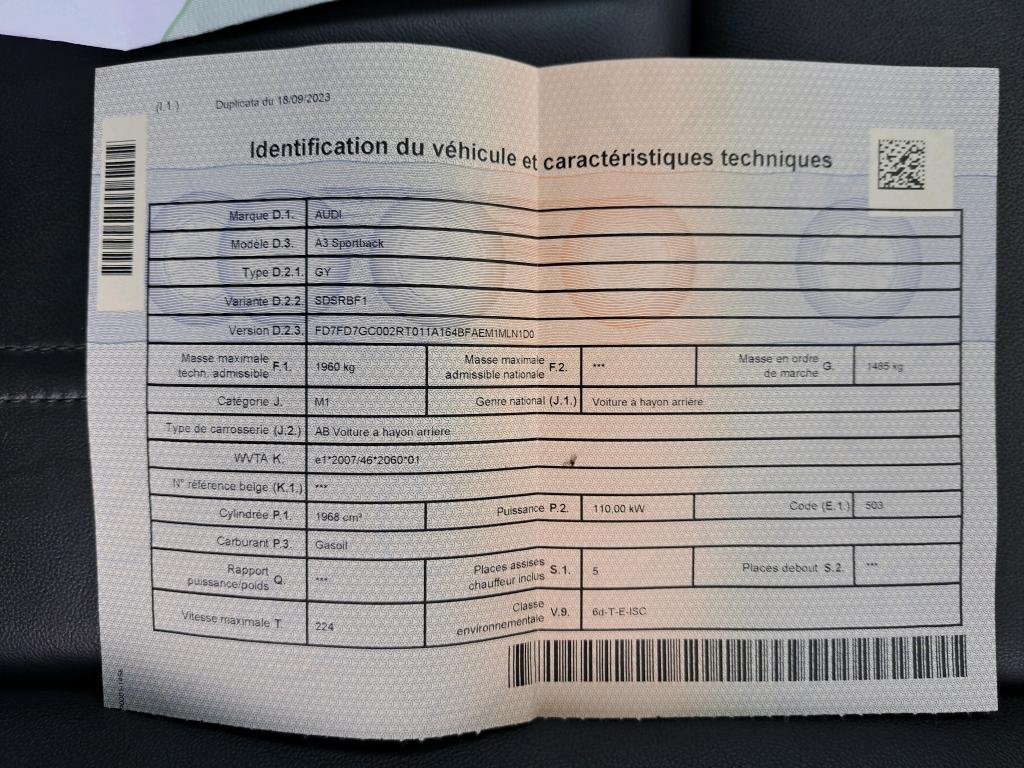 (I.1.) Duplicata du 18/09/2023
Identification du véhicule et caractéristiques techniques
Marque D.1. AUDI
Modèle D.3. A3 Sportback
Type D.2.1. GY
Variante D.2.2. SDSRBF1
Version D.2.3. FD7FD7GC002RT011A164BFAEM1MLN1D0
Masse maximale techn. admissible F.1. 1960 kg Masse maximale admissible nationale F.2. *** Masse en ordre de marche G. 1485 kg
Catégorie J. M1 Genre national (J.1.) Voiture à hayon arrière
Type de carrosserie (J.2.) AB Voiture à hayon arrière
WVTA K. e1*2007/46*2060*01
N° référence belge (K.1.) ***
Cylindrée P.1. 1968 cm³ Puissance P.2. 110,00 kW Code (E.1.) 503
Carburant P.3. Gasoil
Rapport puissance/poids Q. *** Places assises chauffeur inclus S.1. 5 Places debout S.2. ***
Vitesse maximale T. 224 Classe environnementale V.9. 6d-T-E-ISC